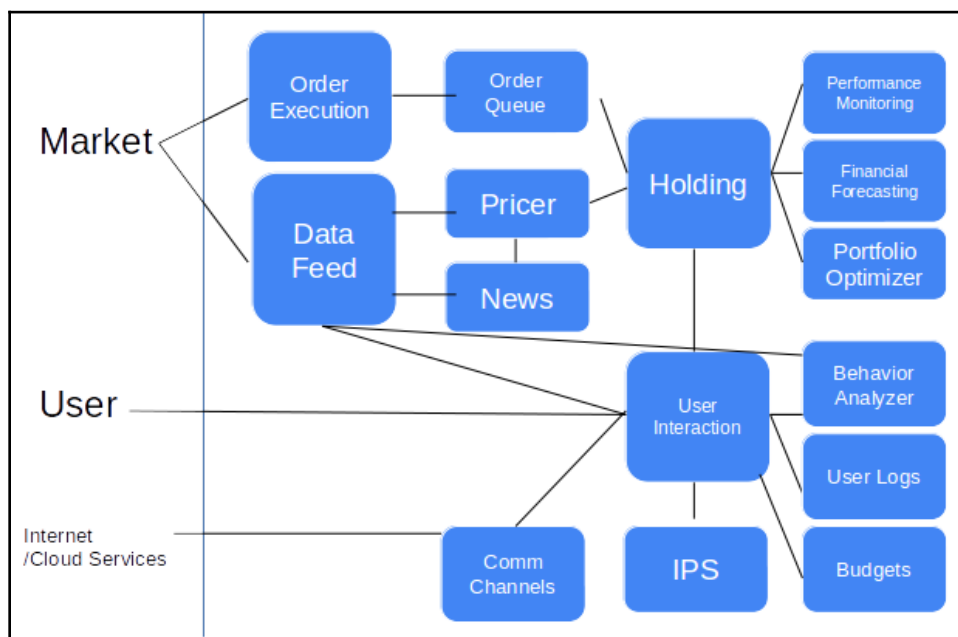 Market
Order
Execution
Order
Queue
Performance
Monitoring
Holding
Financial
Forecasting
Data
Feed
Pricer
News
Portfolio
Optimizer
User
User
Interaction
Behavior
Analyzer
User Logs
Internet
/Cloud Services
Comm
Channels
IPS
Budgets